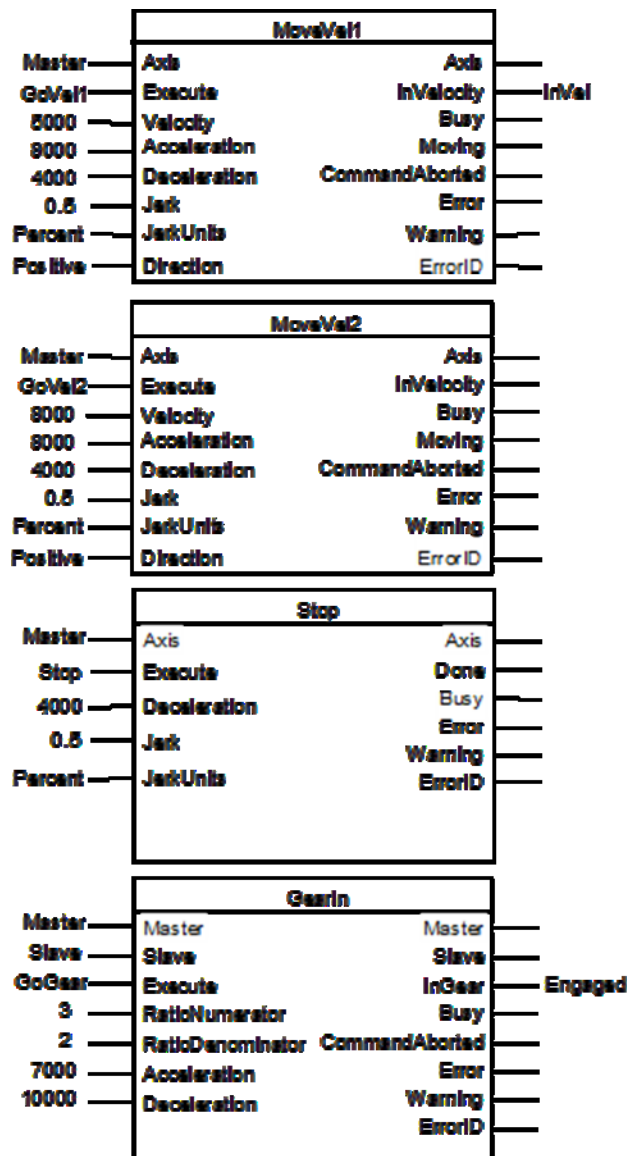 MoveVel1
Master Axis Axis
GoVel1 Execute InVelocity InVel
5000 Velocity Busy
8000 Acceleration Moving
4000 Deceleration CommandAborted
0.5 Jerk Error
Percent JerkUnits Warning
Positive Direction ErrorID
MoveVel2
Master Axis Axis
GoVel2 Execute InVelocity
8000 Velocity Busy
8000 Acceleration Moving
4000 Deceleration CommandAborted
0.5 Jerk Error
Percent JerkUnits Warning
Positive Direction ErrorID
Stop
Master Axis Axis
Stop Execute Done
4000 Deceleration Busy
0.5 Jerk Error
Warning
Percent JerkUnits ErrorID
GearIn
Master Master Master
Slave Slave Slave
GoGear Execute InGear Engaged
3 RatioNumerator Busy
2 RatioDenominator CommandAborted
7000 Acceleration Error
10000 Deceleration Warning
ErrorID